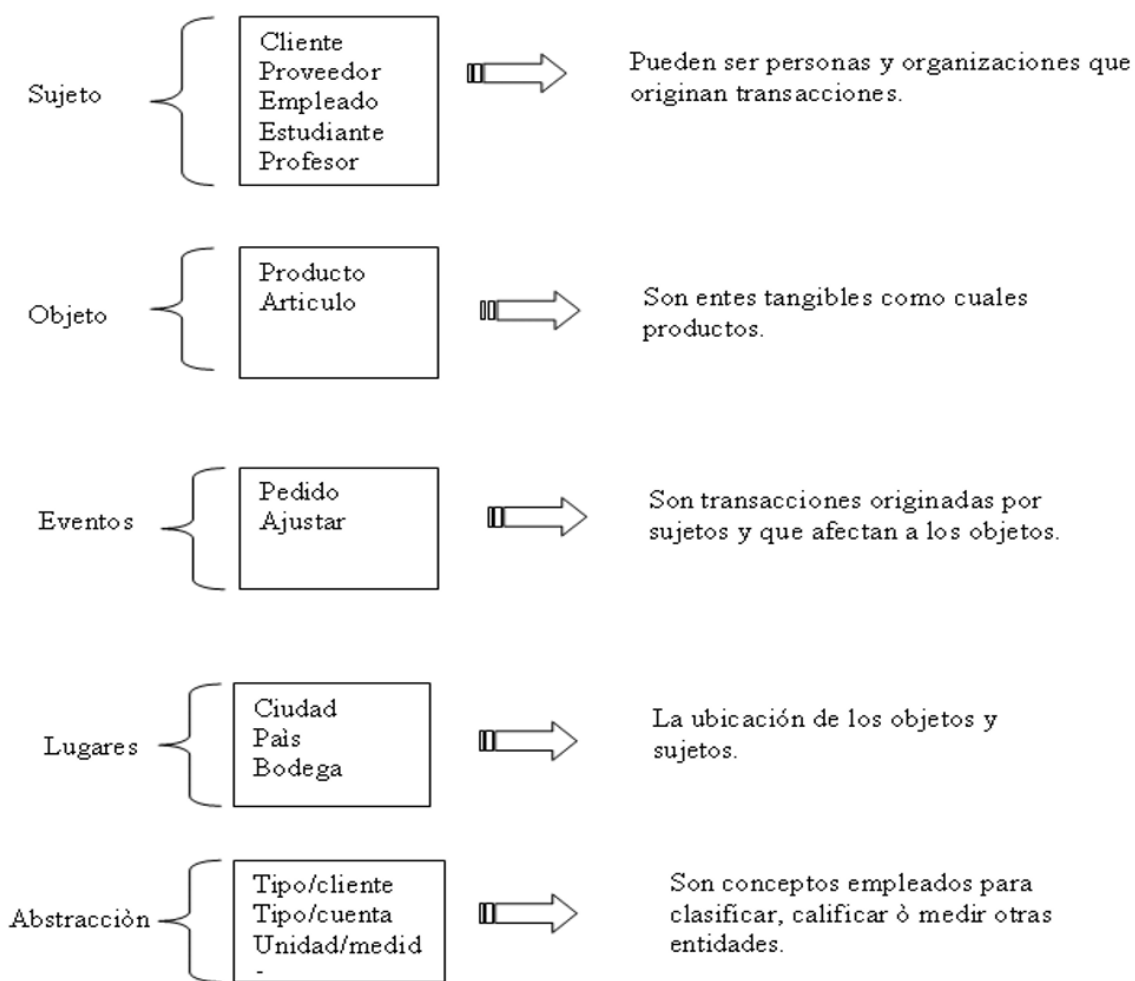 Sujeto
Cliente
Proveedor
Empleado
Estudiante
Profesor
Pueden ser personas y organizaciones que
originan transacciones.
Objeto
Producto
Articulo
Son entes tangibles como cuales
productos.
Eventos
Pedido
Ajustar
Son transacciones originadas por
sujetos y que afectan a los objetos.
Lugares
Ciudad
Paìs
Bodega
La ubicación de los objetos y
sujetos.
Abstracciòn
Tipo/cliente
Tipo/cuenta
Unidad/medid
-
Son conceptos empleados para
clasificar, calificar ò medir otras
entidades.